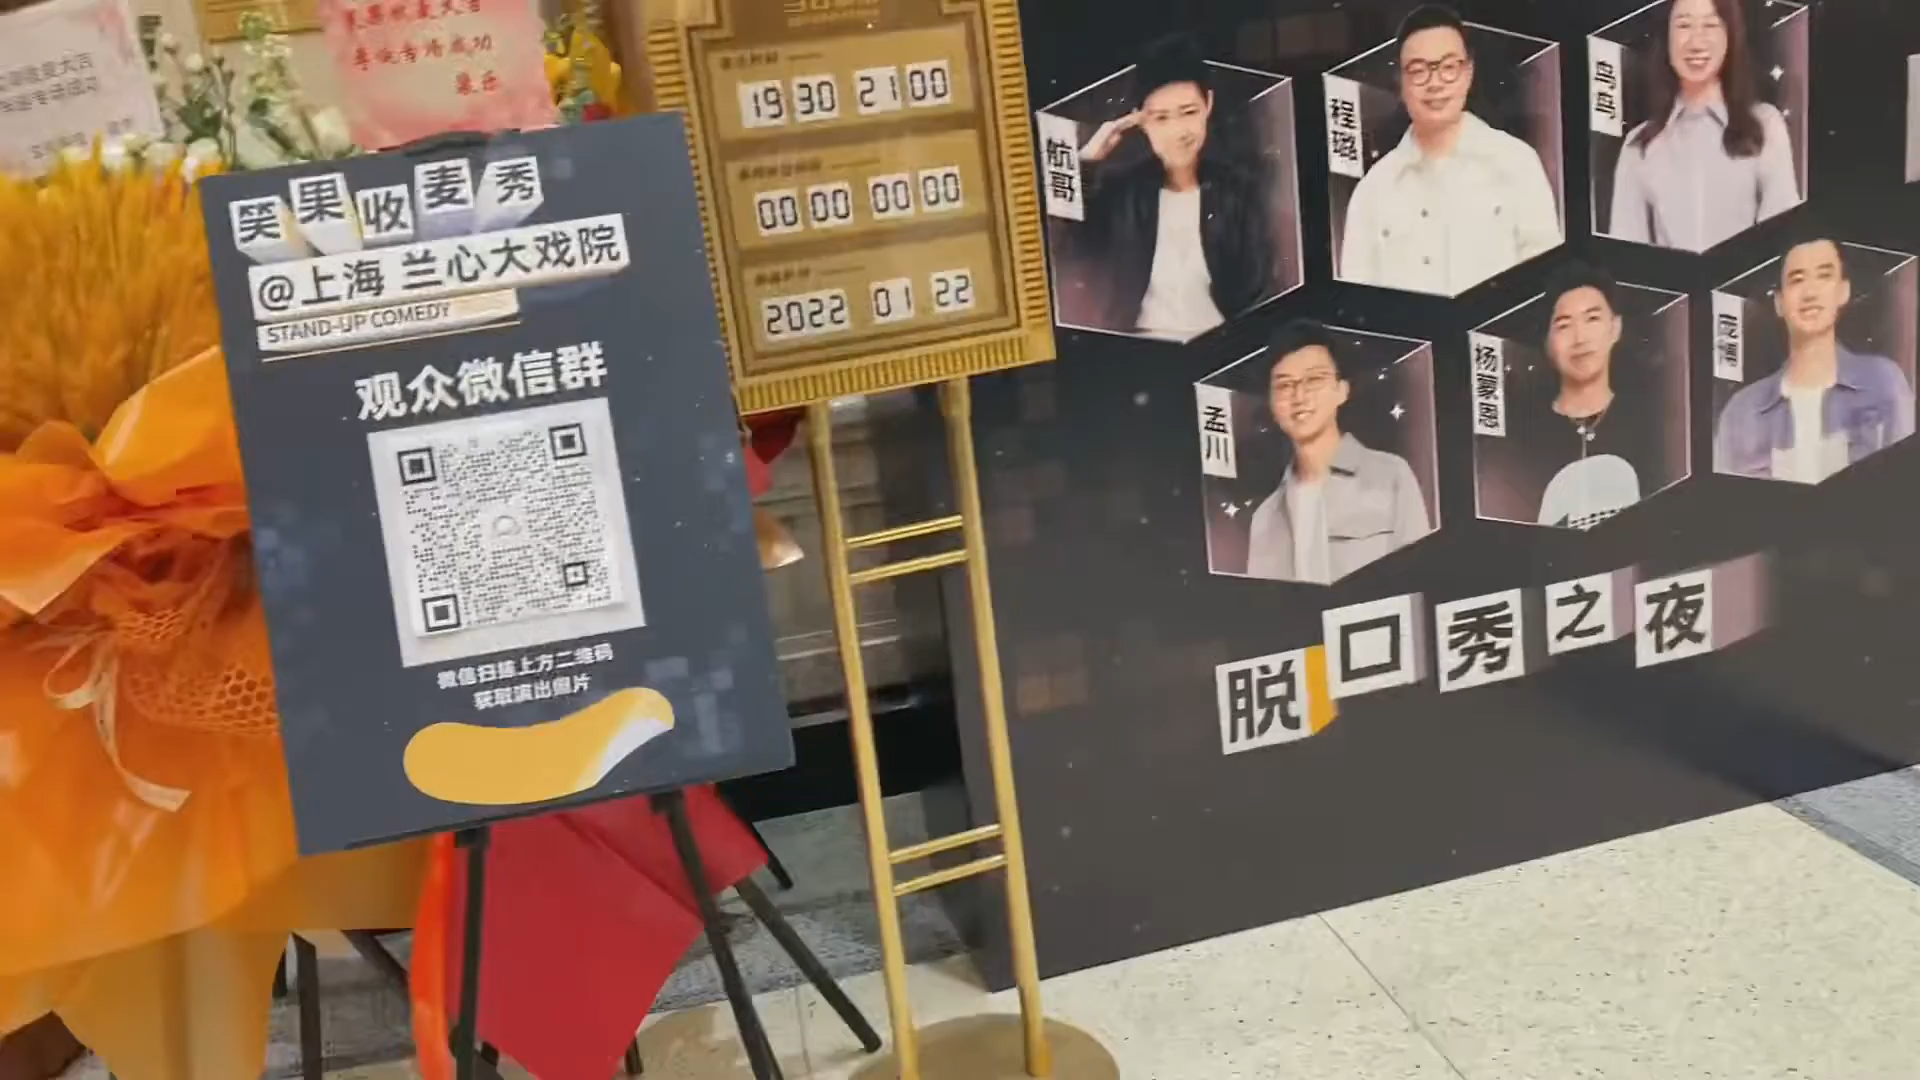 笑果收麦秀
@上海 兰心大戏院
STAND-UP COMEDY
观众微信群
微信扫描上方二维码
获取演出照片
19 30 21 00
00 00 00 00
2022 01 22
航哥
程璐
鸟鸟
孟川
杨蒙恩
庞博
脱口秀之夜